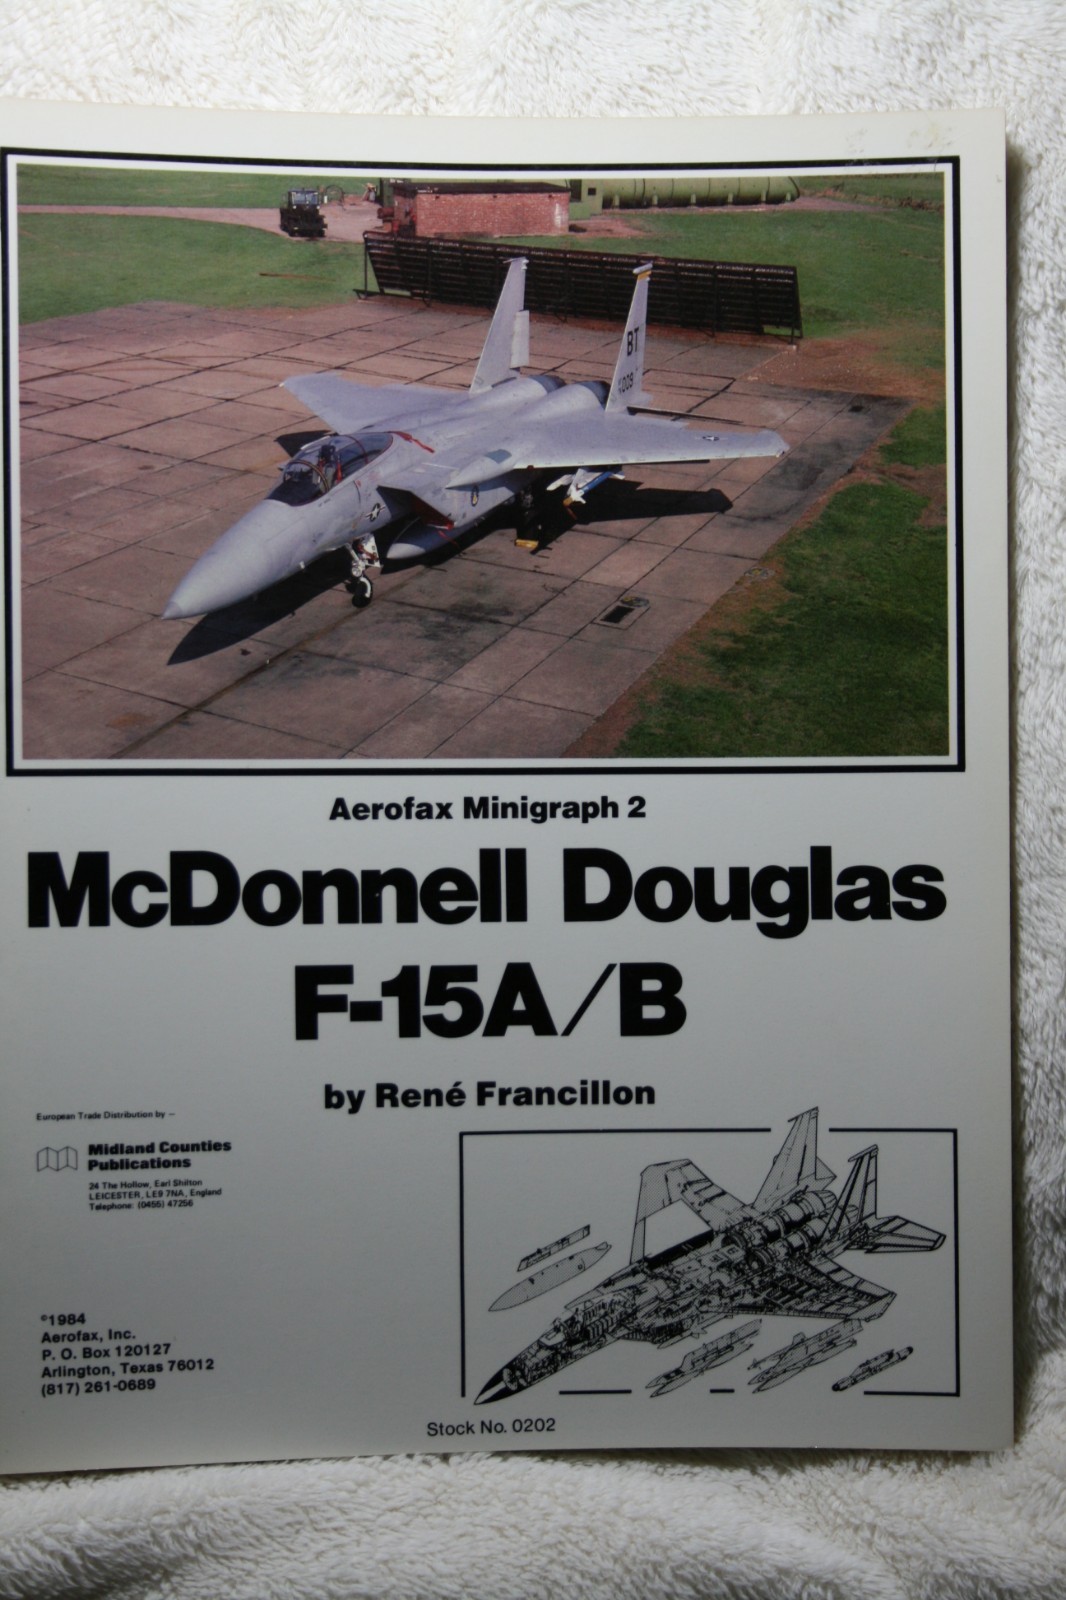 BT
009
Aerofax Minigraph 2
McDonnell Douglas
F-15A/B
by René Francillon
European Trade Distribution by —
Midland Counties
Publications
24 The Hollow, Earl Shilton
LEICESTER, LE9 7NA, England
Telephone: (0455) 47256
©1984
Aerofax, Inc.
P. O. Box 120127
Arlington, Texas 76012
(817) 261-0689
Stock No. 0202